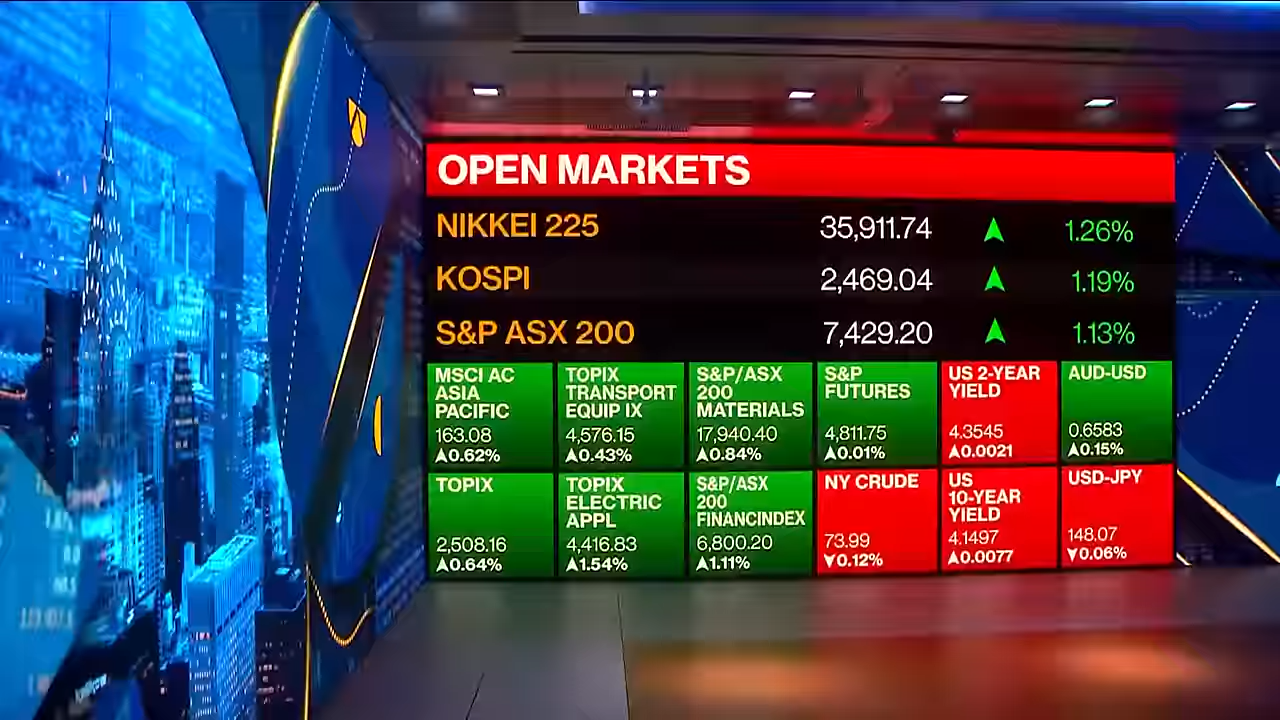 OPEN MARKETS
NIKKEI 225 35,911.74 ▲ 1.26%
KOSPI 2,469.04 ▲ 1.19%
S&P ASX 200 7,429.20 ▲ 1.13%
MSCI AC
ASIA
PACIFIC
163.08
▲0.62%
TOPIX
TRANSPORT
EQUIP IX
4,576.15
▲0.43%
S&P/ASX
200
MATERIALS
17,940.40
▲0.84%
S&P
FUTURES
4,811.75
▲0.01%
US 2-YEAR
YIELD
4.3545
▲0.0021
AUD-USD
0.6583
▲0.15%
TOPIX
2,508.16
▲0.64%
TOPIX
ELECTRIC
APPL
4,416.83
▲1.54%
S&P/ASX
200
FINANCINDEX
6,800.20
▲1.11%
NY CRUDE
73.99
▼0.12%
US
10-YEAR
YIELD
4.1497
▲0.0077
USD-JPY
148.07
▼0.06%